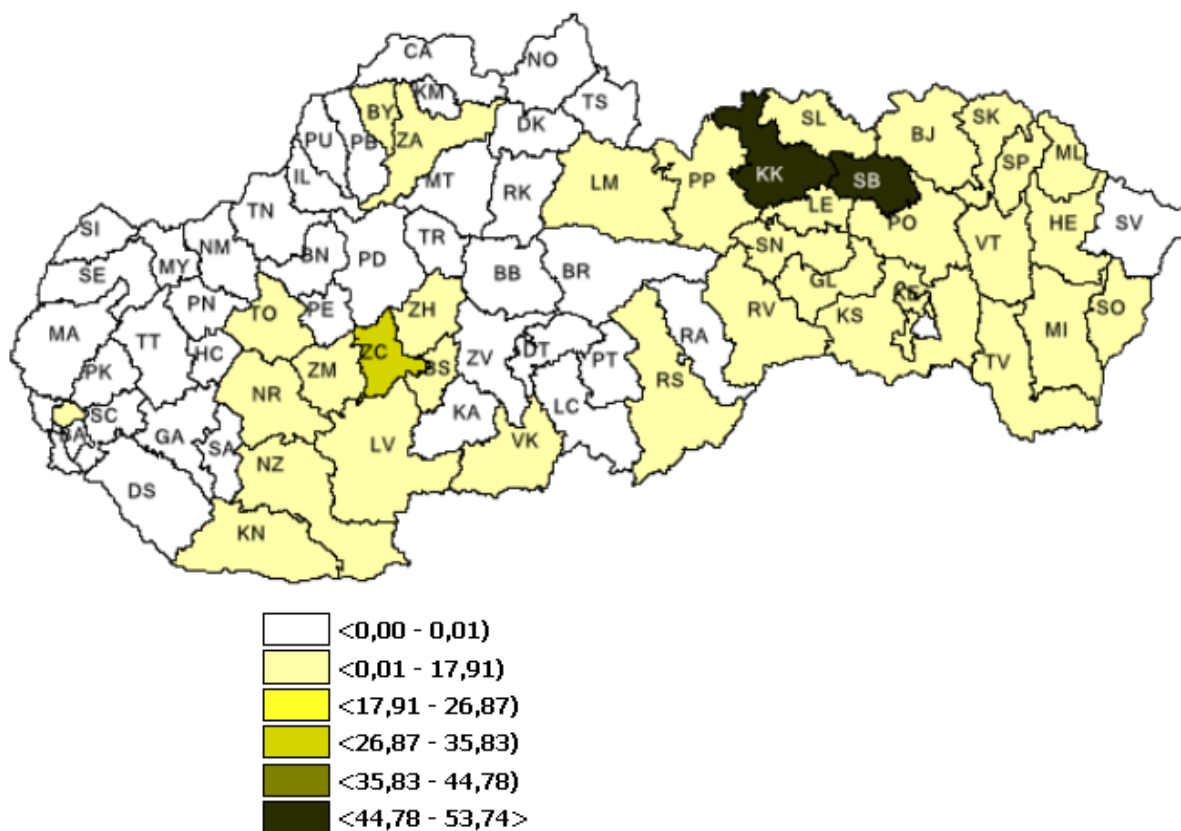 CA
NO
KM
TS
BY
ZA
DK
PU
PB
SL
BJ
SK
SP
ML
IL
MT
RK
LM
PP
KK
SB
LE
PO
HE
SV
TN
SI
NM
BN
PD
TR
BB
BR
SN
VT
SE
MY
PN
PE
ZH
GL
KE
SO
TO
MA
TT
HC
ZC
ZV
DT
PT
RA
RV
KS
MI
PK
ZM
BS
RS
TV
NR
KA
LC
SC
BA
GA
SA
LV
VK
DS
NZ
KN
<0,00 - 0,01)
<0,01 - 17,91)
<17,91 - 26,87)
<26,87 - 35,83)
<35,83 - 44,78)
<44,78 - 53,74>